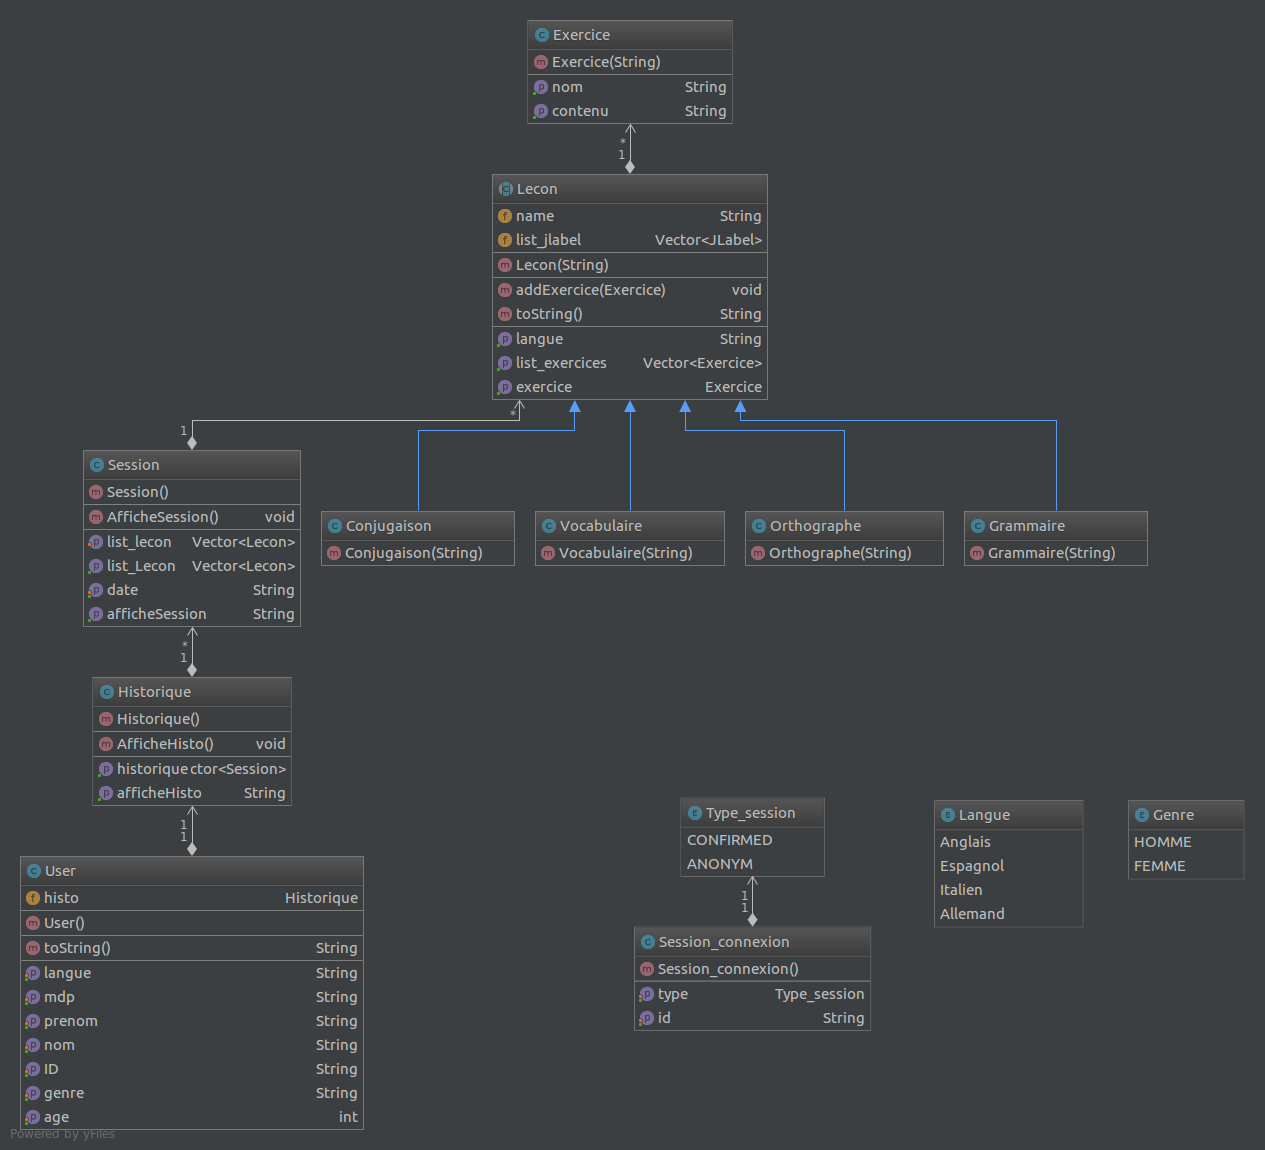 Exercice
Exercice(String)
nom String
contenu String
*
1
Lecon
name String
list_jlabel Vector<JLabel>
Lecon(String)
addExercice(Exercice) void
toString() String
langue String
list_exercices Vector<Exercice>
exercice Exercice
*
1
Session
Session()
AfficheSession() void
list_lecon Vector<Lecon>
list_Lecon Vector<Lecon>
date String
afficheSession String
Conjugaison
Conjugaison(String)
Vocabulaire
Vocabulaire(String)
Orthographe
Orthographe(String)
Grammaire
Grammaire(String)
*
1
Historique
Historique()
AfficheHisto() void
historique ctor<Session>
afficheHisto String
1
1
User
histo Historique
User()
toString() String
langue String
mdp String
prenom String
nom String
ID String
genre String
age int
Type_session
CONFIRMED
ANONYM
1
1
Session_connexion
Session_connexion()
type Type_session
id String
Langue
Anglais
Espagnol
Italien
Allemand
Genre
HOMME
FEMME
Powered by yFiles